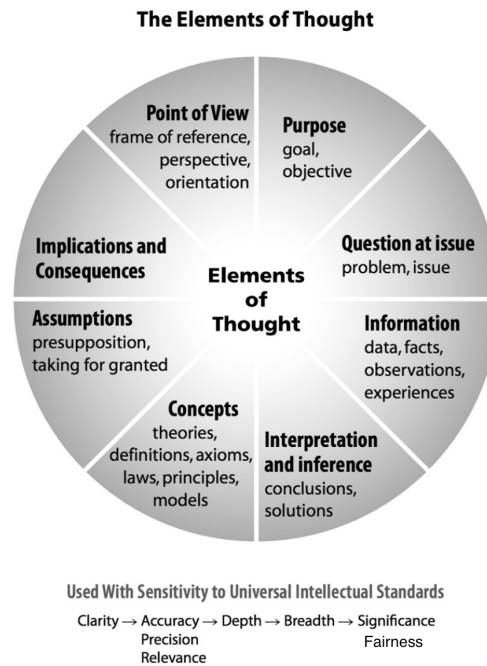 The Elements of Thought
Point of View
frame of reference,
perspective,
orientation
Purpose
goal,
objective
Implications and
Consequences
Question at issue
problem, issue
Elements
of
Thought
Assumptions
presupposition,
taking for granted
Information
data, facts,
observations,
experiences
Concepts
theories,
definitions, axioms,
laws, principles,
models
Interpretation
and inference
conclusions,
solutions
Used With Sensitivity to Universal Intellectual Standards
Clarity → Accuracy → Depth → Breadth → Significance
Precision
Fairness
Relevance